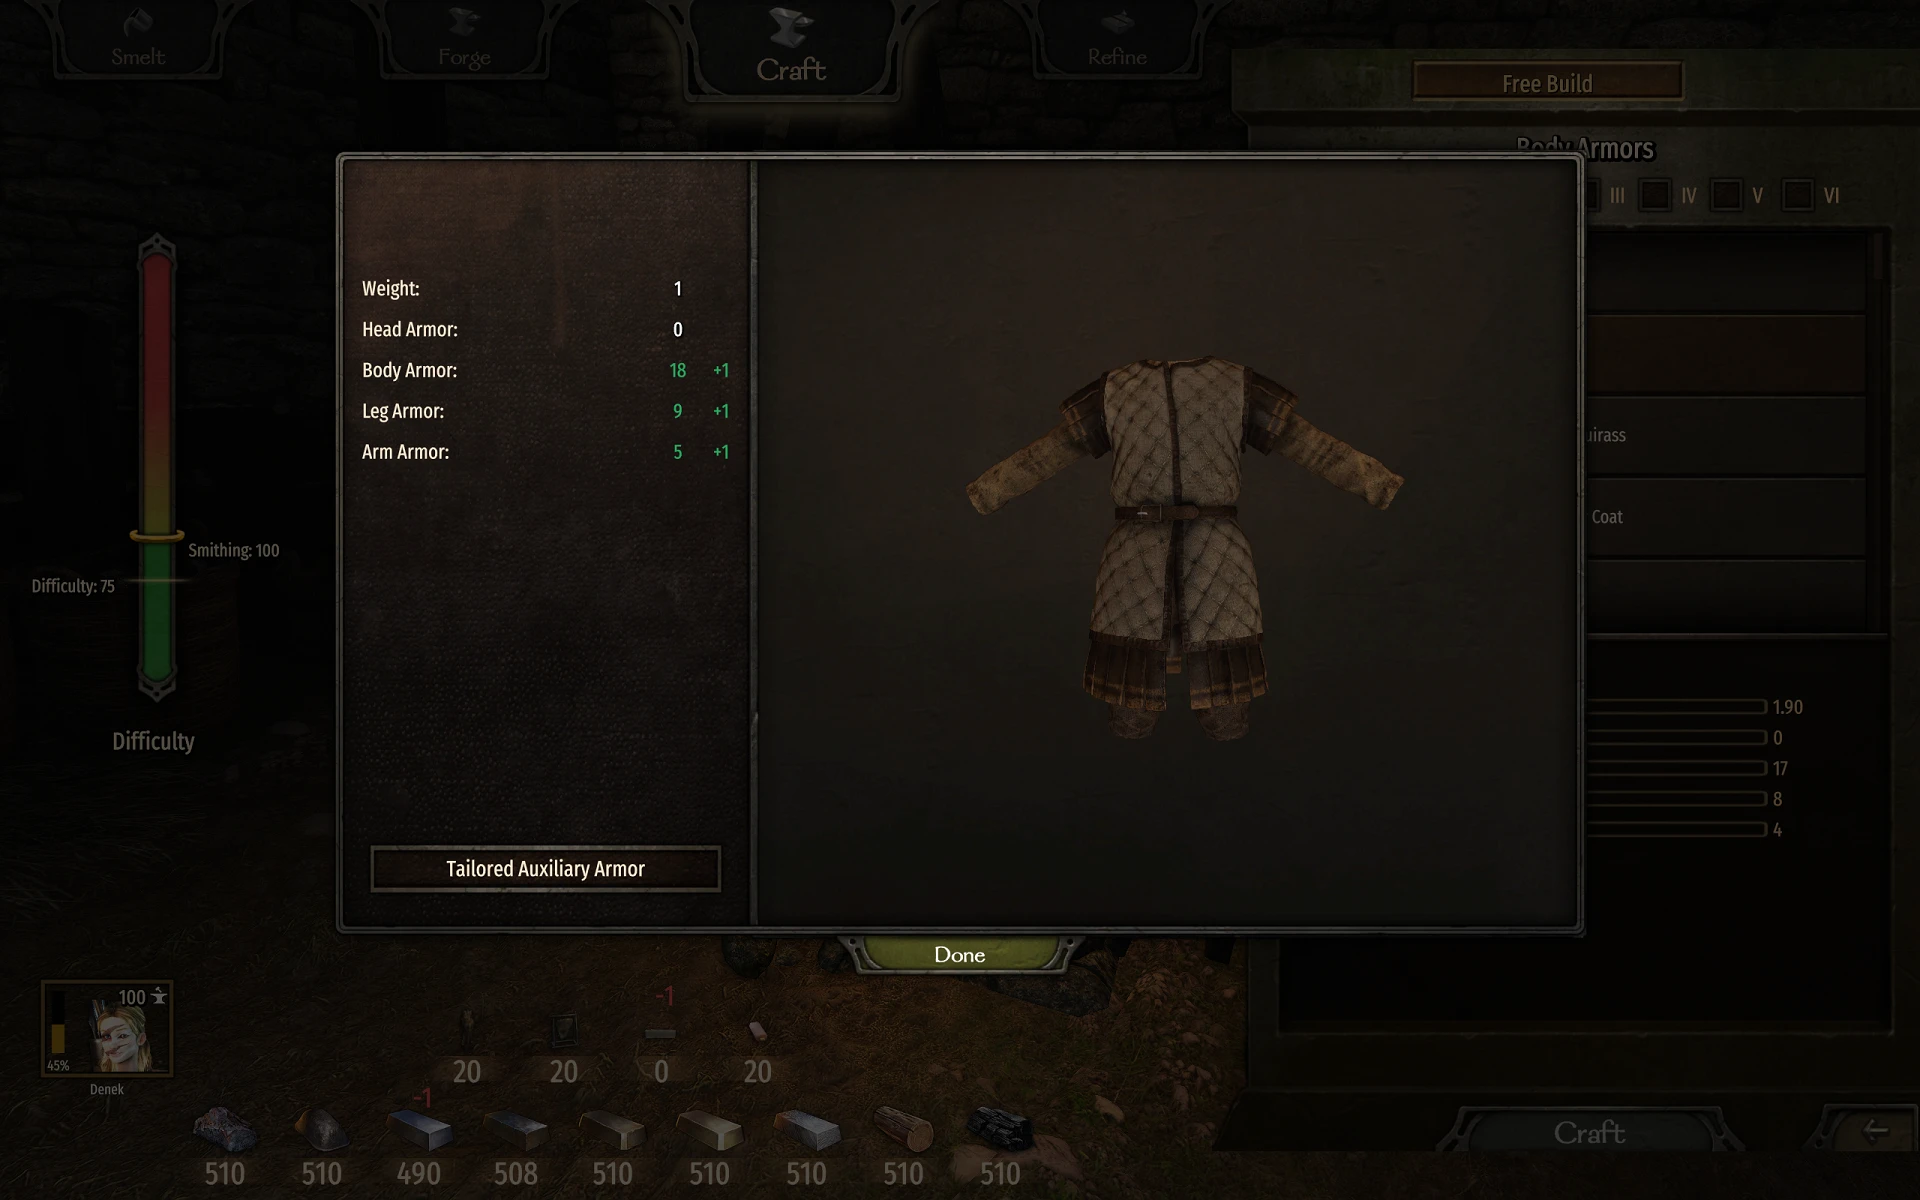 Smelt
Forge
Craft
Refine
Free Build
Body Armors
III IV V VI
Weight: 1
Head Armor: 0
Body Armor: 18 +1
Leg Armor: 9 +1
Arm Armor: 5 +1
Coat
Smithing: 100
Difficulty: 75
1.90
0
17
8
4
Difficulty
Tailored Auxiliary Armor
Done
100
45%
Denek
-1
20 20 0 20
-1
510 510 490 508 510 510 510 510 510
Craft